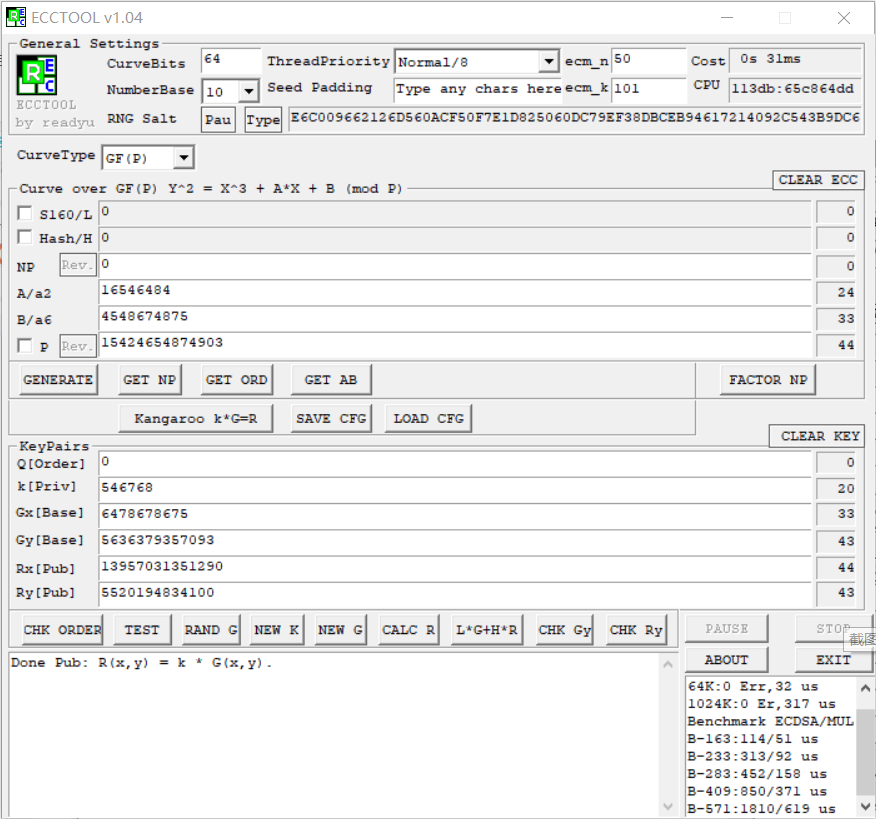 ECCTOOL v1.04
General Settings
CurveBits 64 ThreadPriority Normal/8 ecm_n 50 Cost 0s 31ms
NumberBase 10 Seed Padding Type any chars here ecm_k 101 CPU 113db:65c864dd
ECCTOOL
by readyu RNG Salt Pau Type E6C009662126D560ACF50F7E1D825060DC79EF38DBCEB94617214092C543B9DC6
CurveType GF(P)
Curve over GF(P) Y^2 = X^3 + A*X + B (mod P) CLEAR ECC
S160/L 0 0
Hash/H 0 0
NP Rev. 0 0
A/a2 16546484 24
B/a6 4548674875 33
P Rev. 15424654874903 44
GENERATE GET NP GET ORD GET AB FACTOR NP
Kangaroo k*G=R SAVE CFG LOAD CFG
KeyPairs CLEAR KEY
Q[Order] 0 0
k[Priv] 546768 20
Gx[Base] 6478678675 33
Gy[Base] 5636379357093 43
Rx[Pub] 13957031351290 44
Ry[Pub] 5520194834100 43
CHK ORDER TEST RAND G NEW K NEW G CALC R L*G+H*R CHK Gy CHK Ry PAUSE STOP
截图
ABOUT EXIT
Done Pub: R(x,y) = k * G(x,y).
64K:0 Err,32 us
1024K:0 Er,317 us
Benchmark ECDSA/MUL
B-163:114/51 us
B-233:313/92 us
B-283:452/158 us
B-409:850/371 us
B-571:1810/619 us